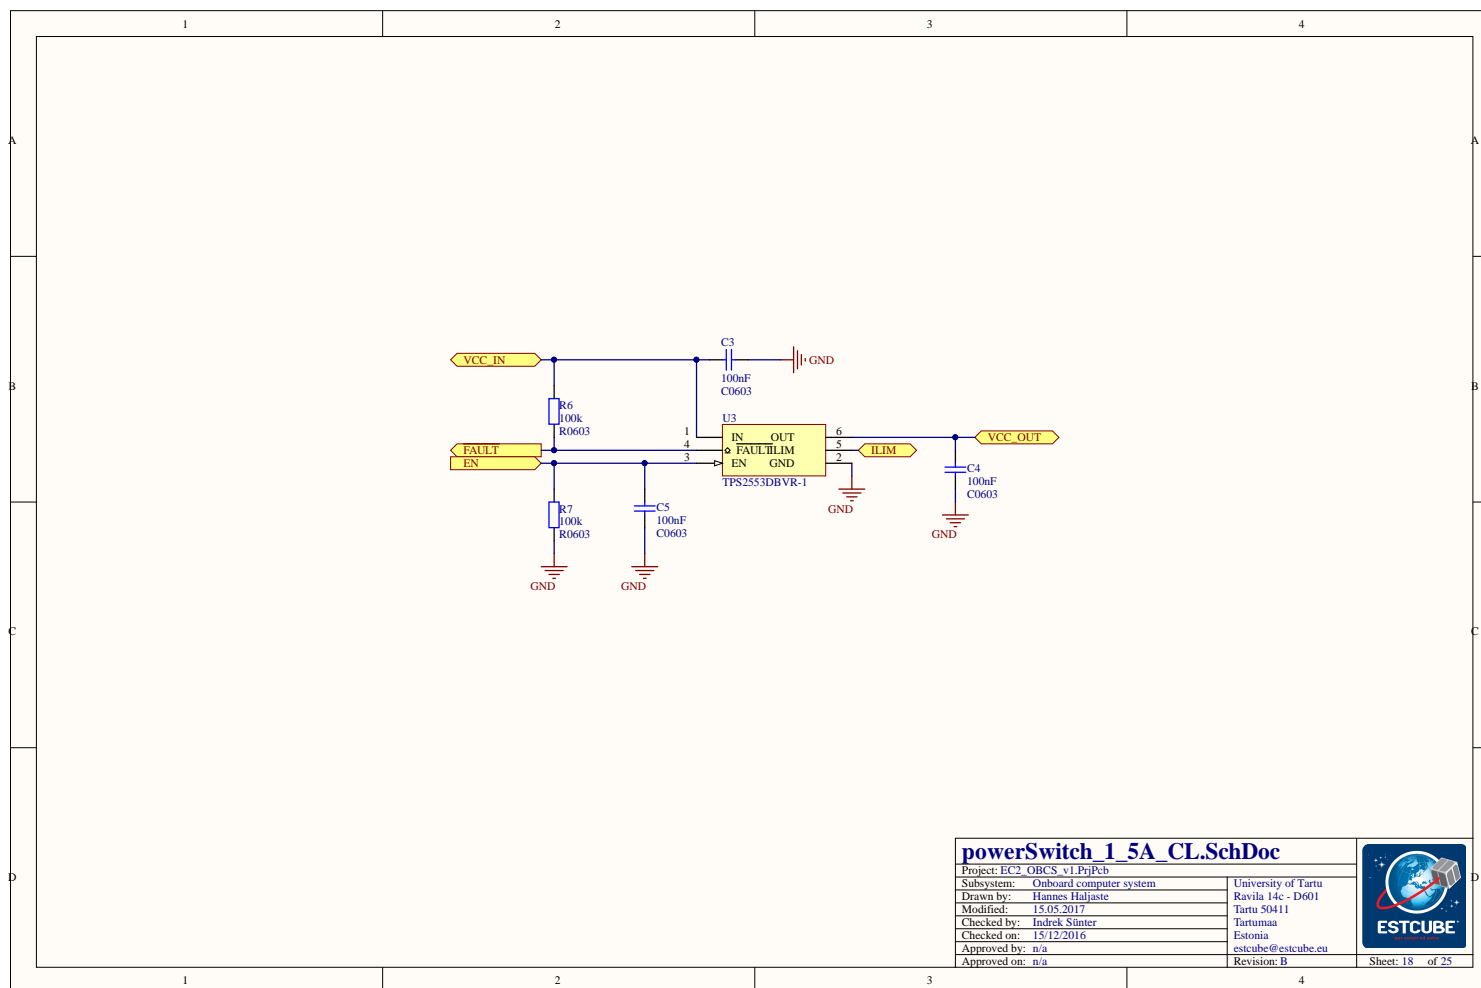 1 2 3 4
A A
C3
VCC_IN GND
100nF
C0603
B B
R6
100k
R0603
U3
1 IN OUT 6 VCC_OUT
FAULT 4 FAULT ILIM 5 ILIM
EN 3 EN GND 2
TPS2553DBVR-1
C4
100nF
C0603
GND
R7
100k
R0603
C5
100nF
C0603
GND
GND
GND
C C
D D
powerSwitch_1_5A_CL.SchDoc
Project: EC2_OBCS_v1.PrjPcb
Subsystem: Onboard computer system
Drawn by: Hannes Haljaste
Modified: 15.05.2017
Checked by: Indrek Sünter
Checked on: 15/12/2016
Approved by: n/a
Approved on: n/a
University of Tartu
Ravila 14c - D601
Tartu 50411
Tartumaa
Estonia
estcube@estcube.eu
Revision: B
ESTCUBE
Sheet: 18 of 25
1 2 3 4